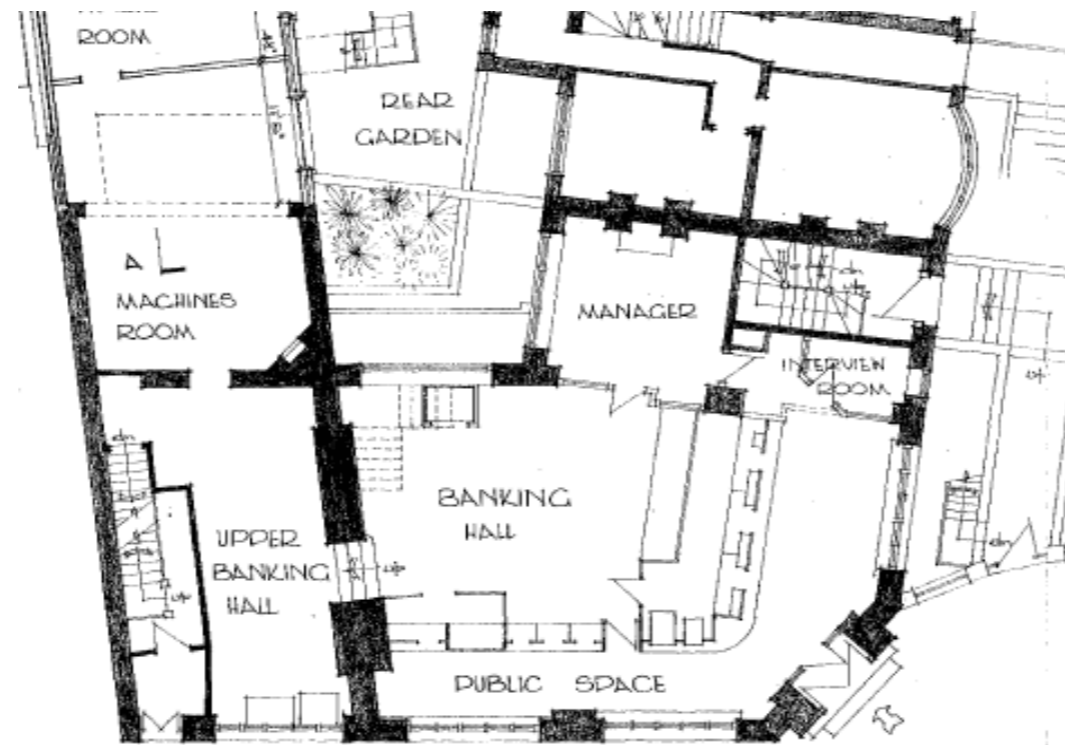 ROOM
REAR
GARDEN
A
MACHINES
ROOM
MANAGER
INTERVIEW
ROOM
BANKING
HALL
UPPER
BANKING
HALL
PUBLIC SPACE